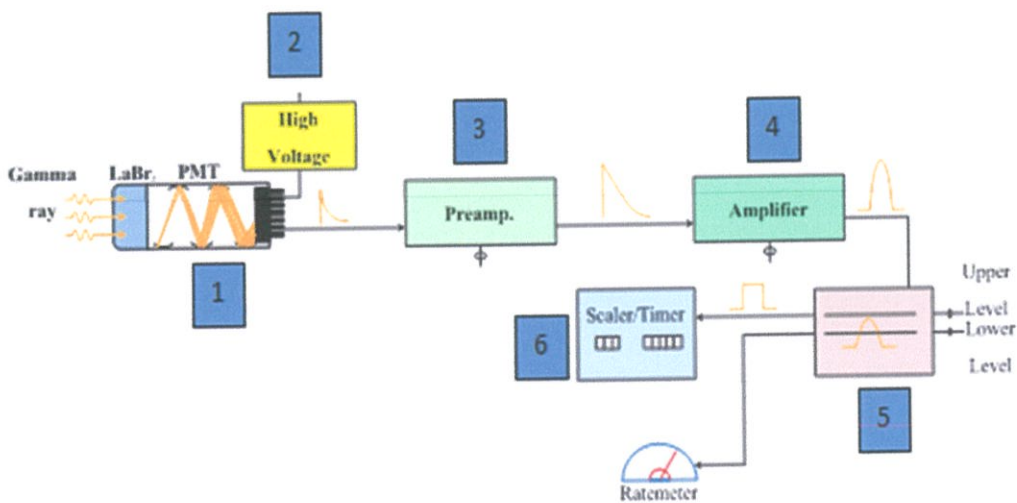 2
High
Voltage
3
4
Gamma
ray
LaBr.
PMT
Preamp.
Amplifier
1
Upper
Level
Lower
Level
Scaler/Timer
6
5
Ratemeter